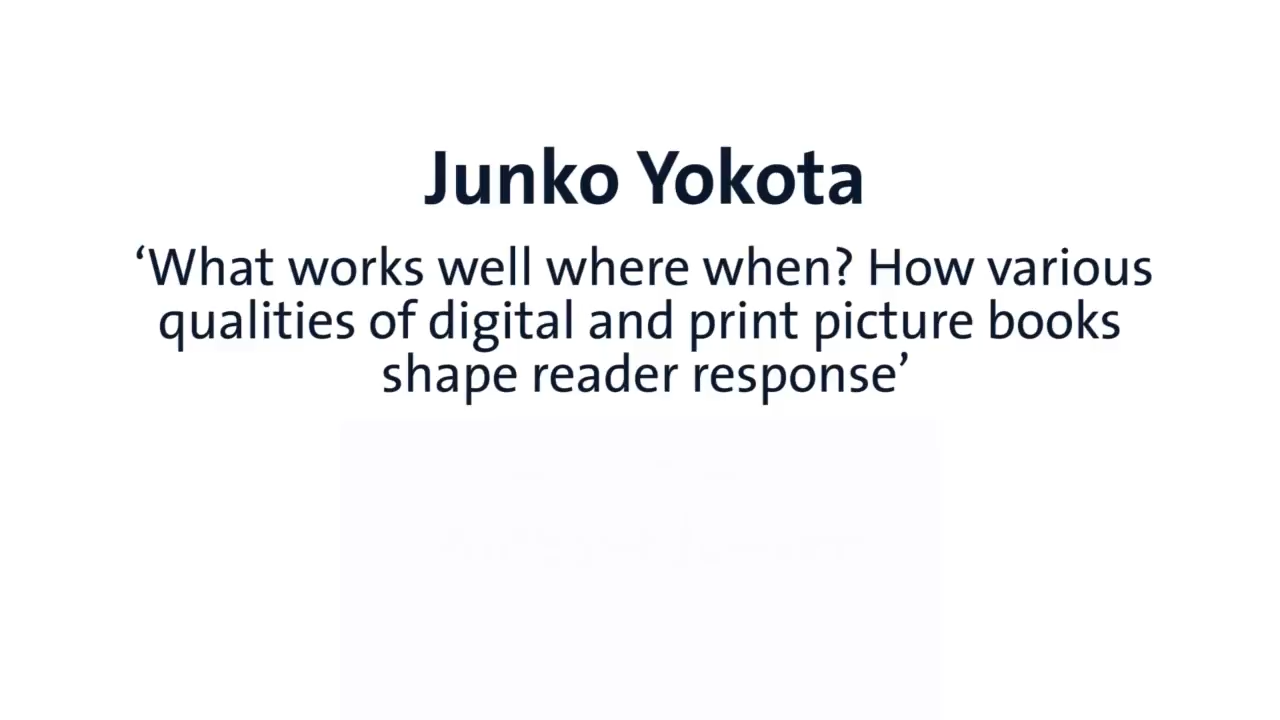 Junko Yokota
‘What works well where when? How various
qualities of digital and print picture books
shape reader response’